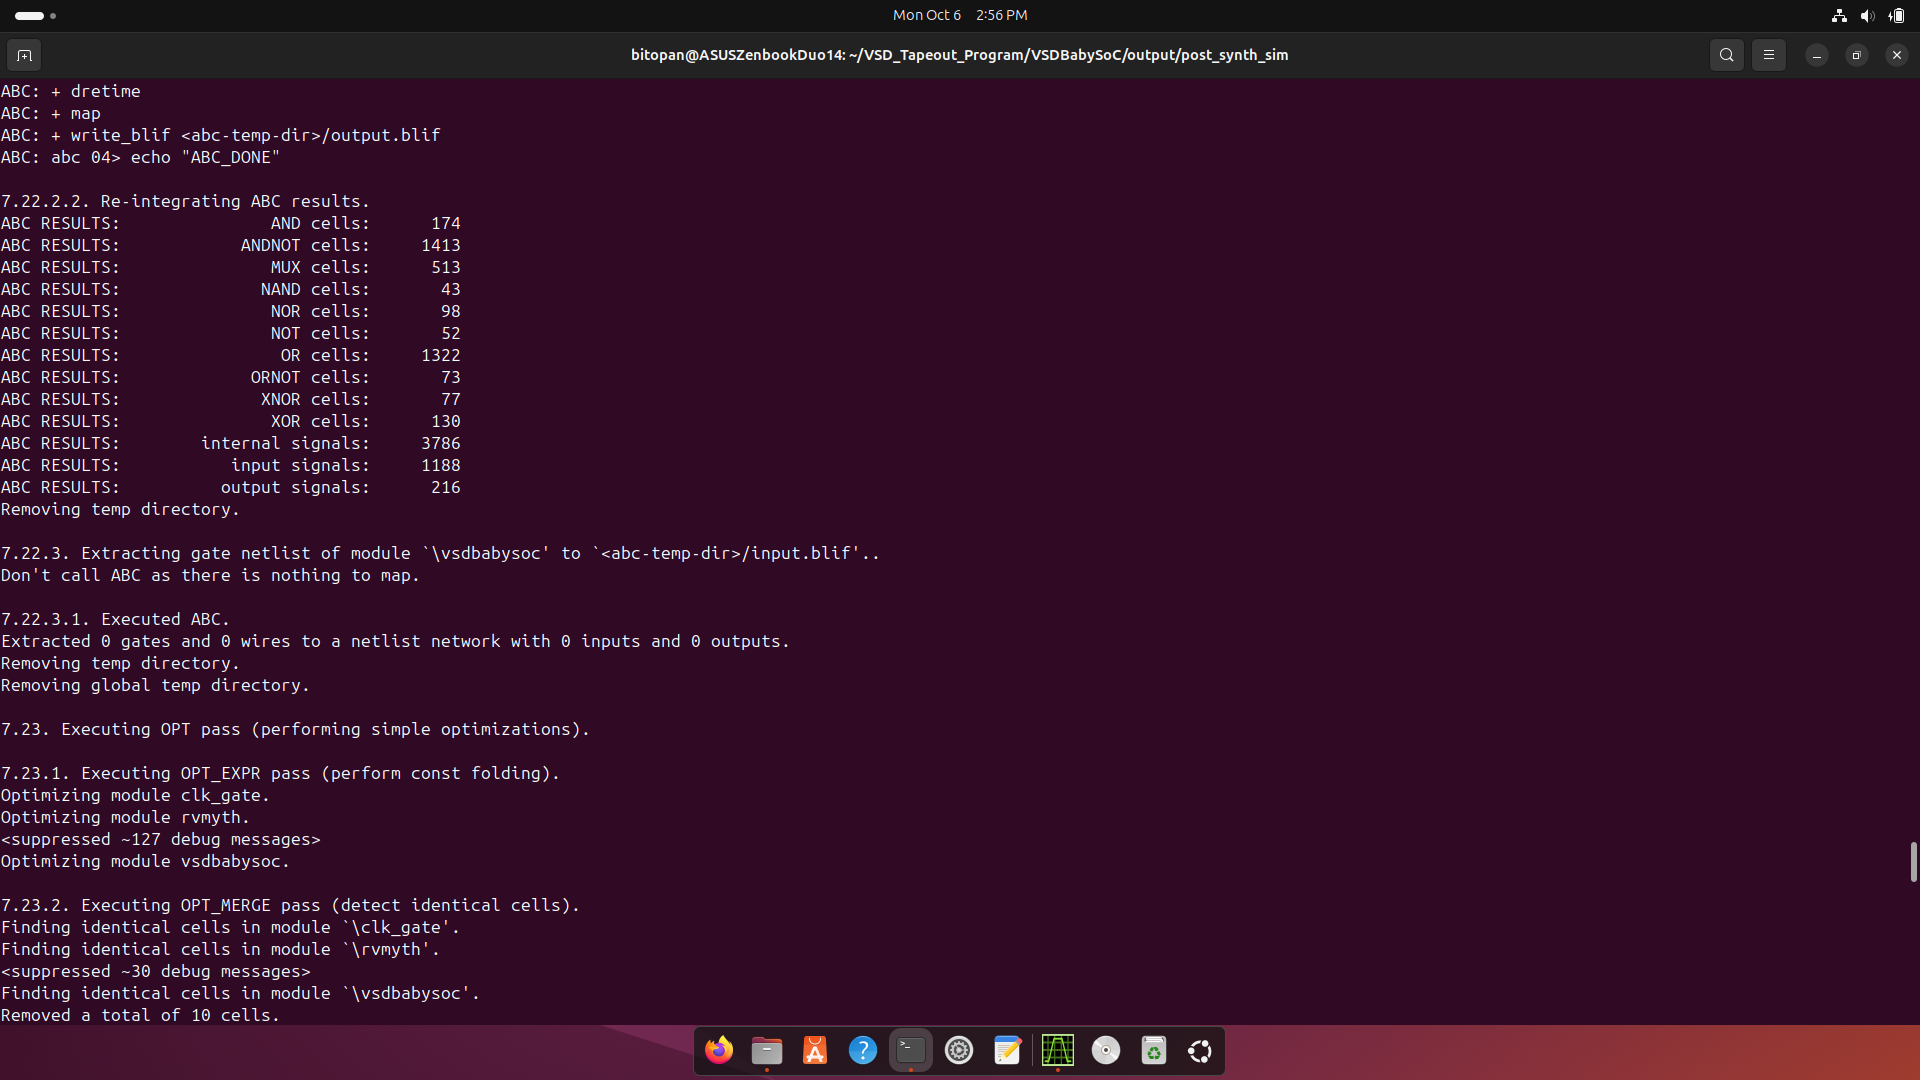 Mon Oct 6 2:56 PM
bitopan@ASUSZenbookDuo14: ~/VSD_Tapeout_Program/VSDBabySoC/output/post_synth_sim
ABC: + dretime
ABC: + map
ABC: + write_blif <abc-temp-dir>/output.blif
ABC: abc 04> echo "ABC_DONE"
7.22.2.2. Re-integrating ABC results.
ABC RESULTS: AND cells: 174
ABC RESULTS: ANDNOT cells: 1413
ABC RESULTS: MUX cells: 513
ABC RESULTS: NAND cells: 43
ABC RESULTS: NOR cells: 98
ABC RESULTS: NOT cells: 52
ABC RESULTS: OR cells: 1322
ABC RESULTS: ORNOT cells: 73
ABC RESULTS: XNOR cells: 77
ABC RESULTS: XOR cells: 130
ABC RESULTS: internal signals: 3786
ABC RESULTS: input signals: 1188
ABC RESULTS: output signals: 216
Removing temp directory.
7.22.3. Extracting gate netlist of module `\vsdbabysoc' to `<abc-temp-dir>/input.blif'..
Don't call ABC as there is nothing to map.
7.22.3.1. Executed ABC.
Extracted 0 gates and 0 wires to a netlist network with 0 inputs and 0 outputs.
Removing temp directory.
Removing global temp directory.
7.23. Executing OPT pass (performing simple optimizations).
7.23.1. Executing OPT_EXPR pass (perform const folding).
Optimizing module clk_gate.
Optimizing module rvmyth.
<suppressed ~127 debug messages>
Optimizing module vsdbabysoc.
7.23.2. Executing OPT_MERGE pass (detect identical cells).
Finding identical cells in module `\clk_gate'.
Finding identical cells in module `\rvmyth'.
<suppressed ~30 debug messages>
Finding identical cells in module `\vsdbabysoc'.
Removed a total of 10 cells.